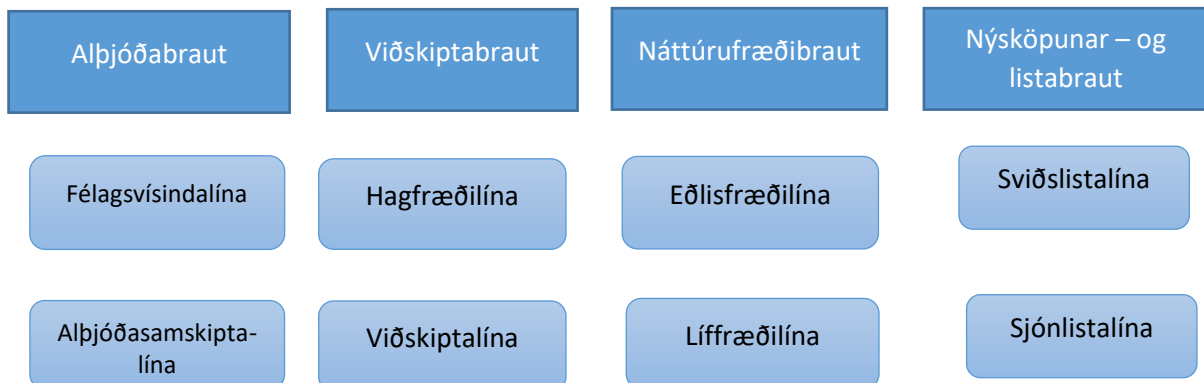 Alþjóðabraut
Viðskiptabraut
Náttúrufræðibraut
Nýsköpunar – og
listabraut
Félagsvísindalína
Hagfræðilína
Eðlisfræðilína
Sviðslistalína
Alþjóðasamskipta-
lína
Viðskiptalína
Líffræðilína
Sjónlistalína